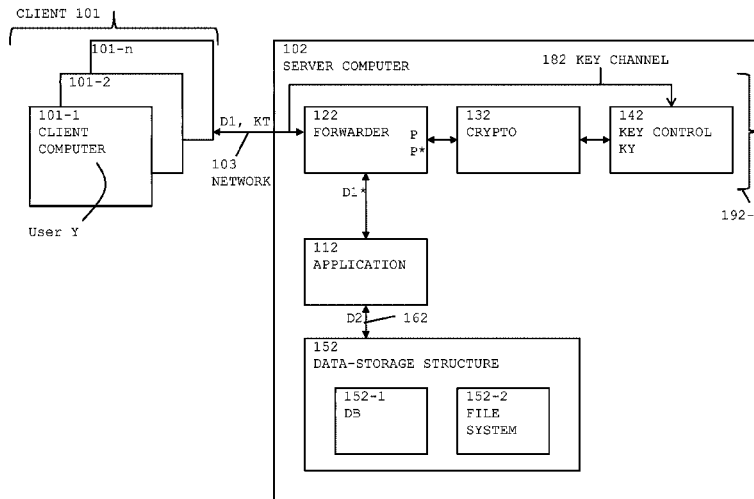 CLIENT 101
101-n
101-2
101-1
CLIENT
COMPUTER
User Y
D1, KT
103
NETWORK
102
SERVER COMPUTER
182 KEY CHANNEL
122
FORWARDER
P
P*
132
CRYPTO
142
KEY CONTROL
KY
192-
D1*
112
APPLICATION
D2
162
152
DATA-STORAGE STRUCTURE
152-1
DB
152-2
FILE
SYSTEM